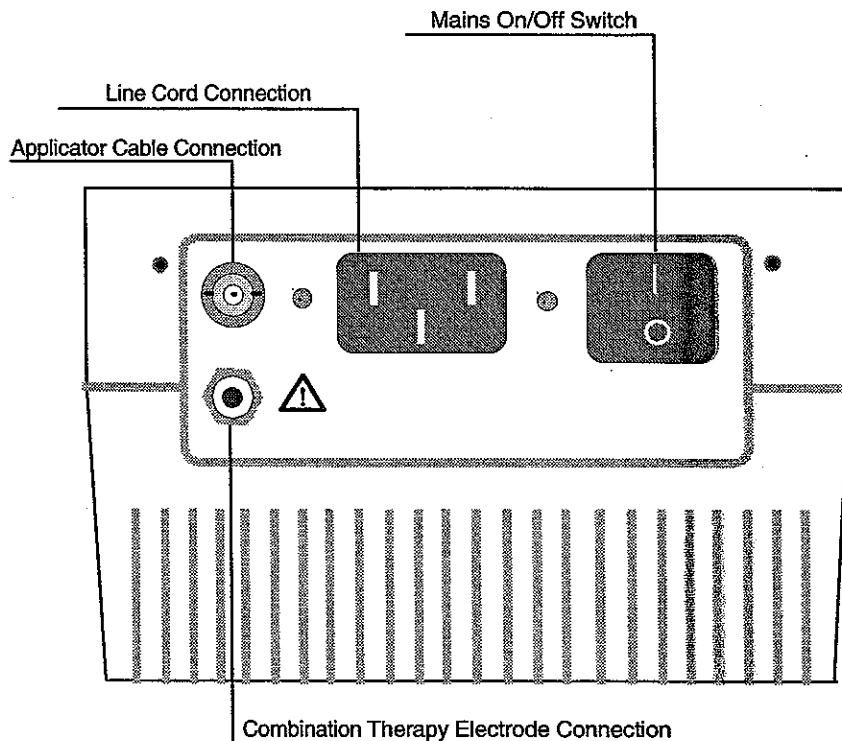 Mains On/Off Switch
Line Cord Connection
Applicator Cable Connection
Combination Therapy Electrode Connection